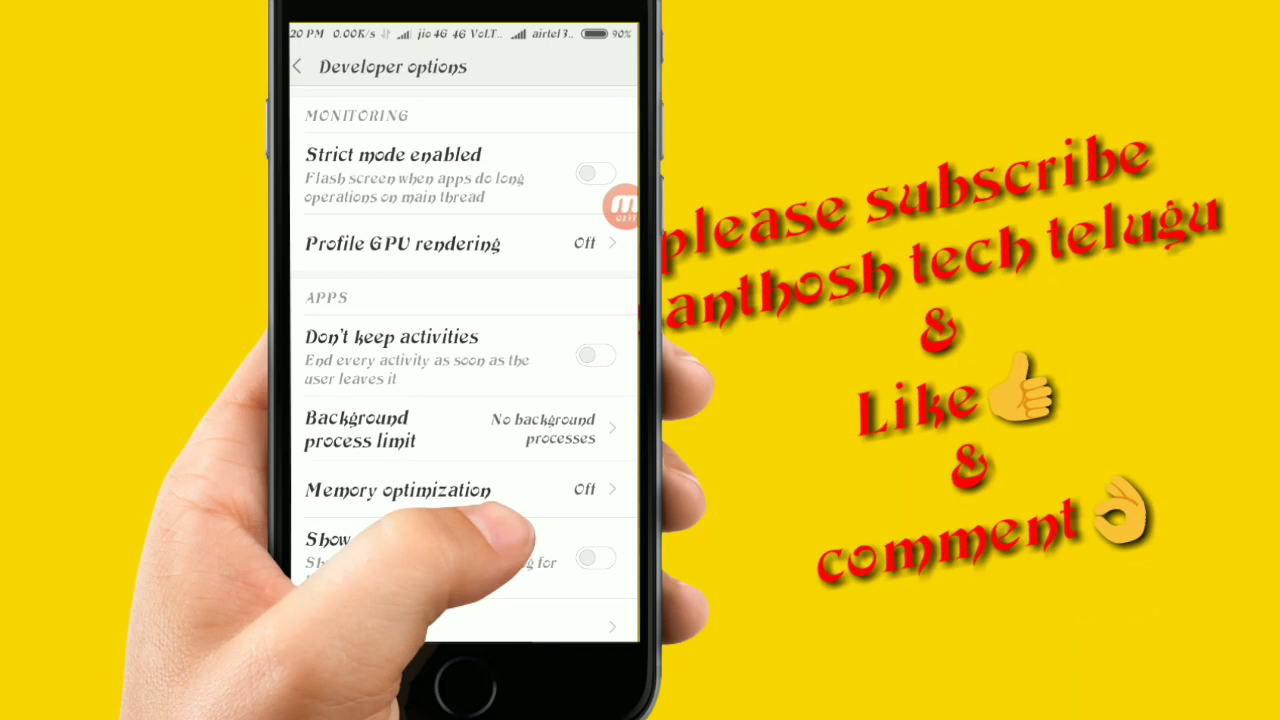 20 PM 0.00K/s jio 4G 4G VoLT.. airtel 3.. 90%
Developer options
MONITORING
Strict mode enabled
Flash screen when apps do long
operations on main thread
Profile GPU rendering Off
APPS
Don't keep activities
End every activity as soon as the
user leaves it
Background
process limit
No background
processes
Memory optimization Off
Show
for
please subscribe
anthosh tech telugu
&
Like👍
&
comment👌